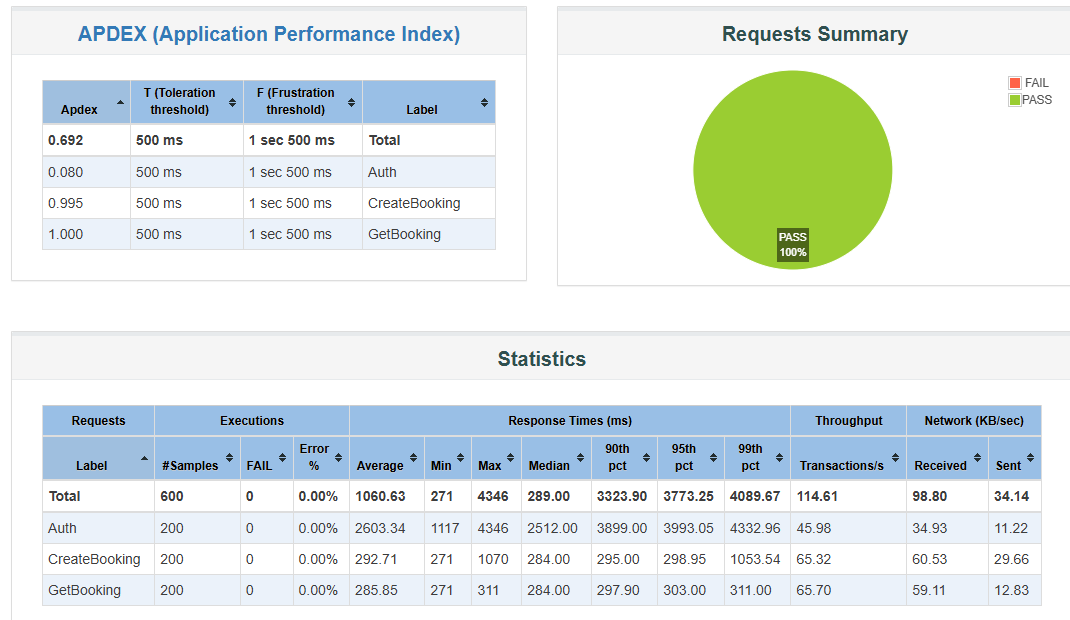 APDEX (Application Performance Index)
Apdex T (Toleration threshold) F (Frustration threshold) Label
0.692 500 ms 1 sec 500 ms Total
0.080 500 ms 1 sec 500 ms Auth
0.995 500 ms 1 sec 500 ms CreateBooking
1.000 500 ms 1 sec 500 ms GetBooking
Requests Summary
FAIL
PASS
PASS
100%
Statistics
Requests Executions Response Times (ms) Throughput Network (KB/sec)
Label #Samples FAIL Error % Average Min Max Median 90th pct 95th pct 99th pct Transactions/s Received Sent
Total 600 0 0.00% 1060.63 271 4346 289.00 3323.90 3773.25 4089.67 114.61 98.80 34.14
Auth 200 0 0.00% 2603.34 1117 4346 2512.00 3899.00 3993.05 4332.96 45.98 34.93 11.22
CreateBooking 200 0 0.00% 292.71 271 1070 284.00 295.00 298.95 1053.54 65.32 60.53 29.66
GetBooking 200 0 0.00% 285.85 271 311 284.00 297.90 303.00 311.00 65.70 59.11 12.83